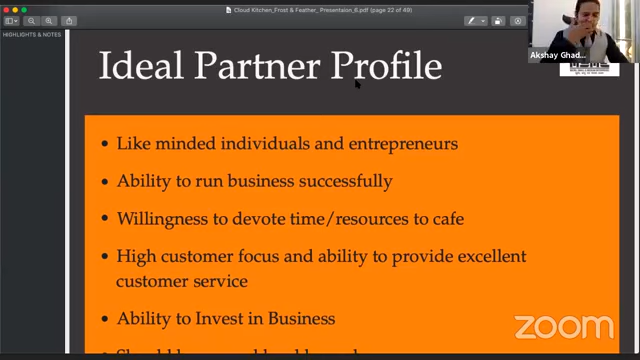 Cloud Kitchen_Frost & Feather_Presentaion_6.pdf (page 22 of 49)
HIGHLIGHTS & NOTES
Akshay Ghad...
Ideal Partner Profile
• Like minded individuals and entrepreneurs
• Ability to run business successfully
• Willingness to devote time/resources to cafe
• High customer focus and ability to provide excellent
customer service
• Ability to Invest in Business
zoom